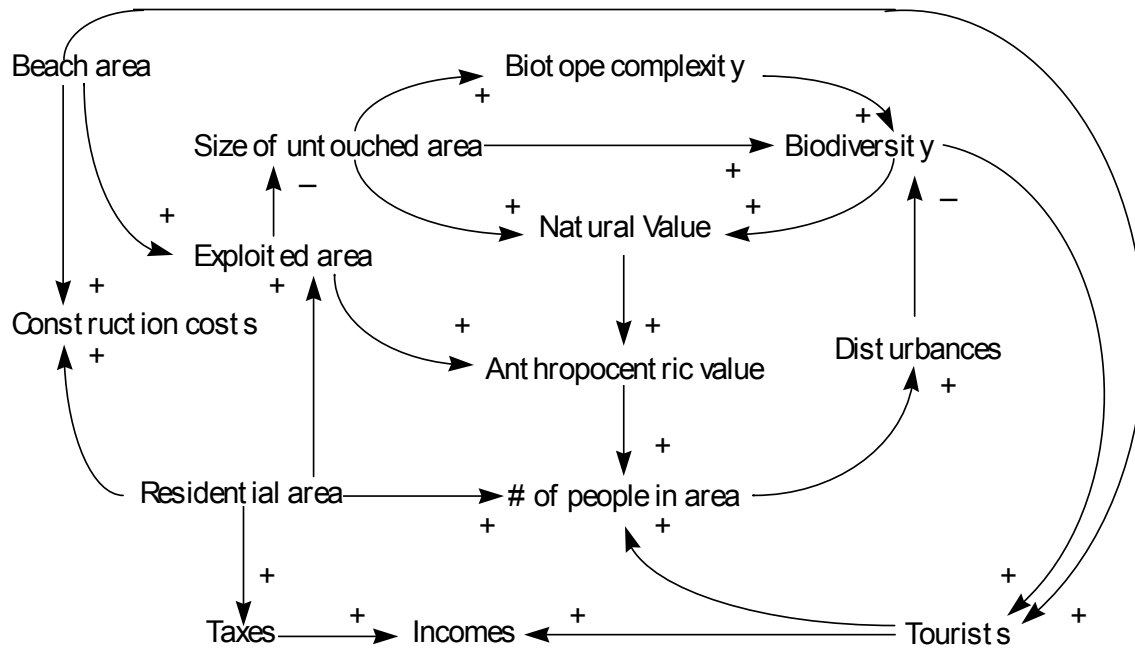 Beach area
Biotope complexity
+
+
Size of untouched area
Biodiversity
+
–
–
+
+
+
Natural Value
Exploited area
+
+
Construction costs
+
+
+
Disturbances
Anthropocentric value
+
+
Residential area
# of people in area
+
+
+
+
+
+
+
Taxes
Incomes
Tourists